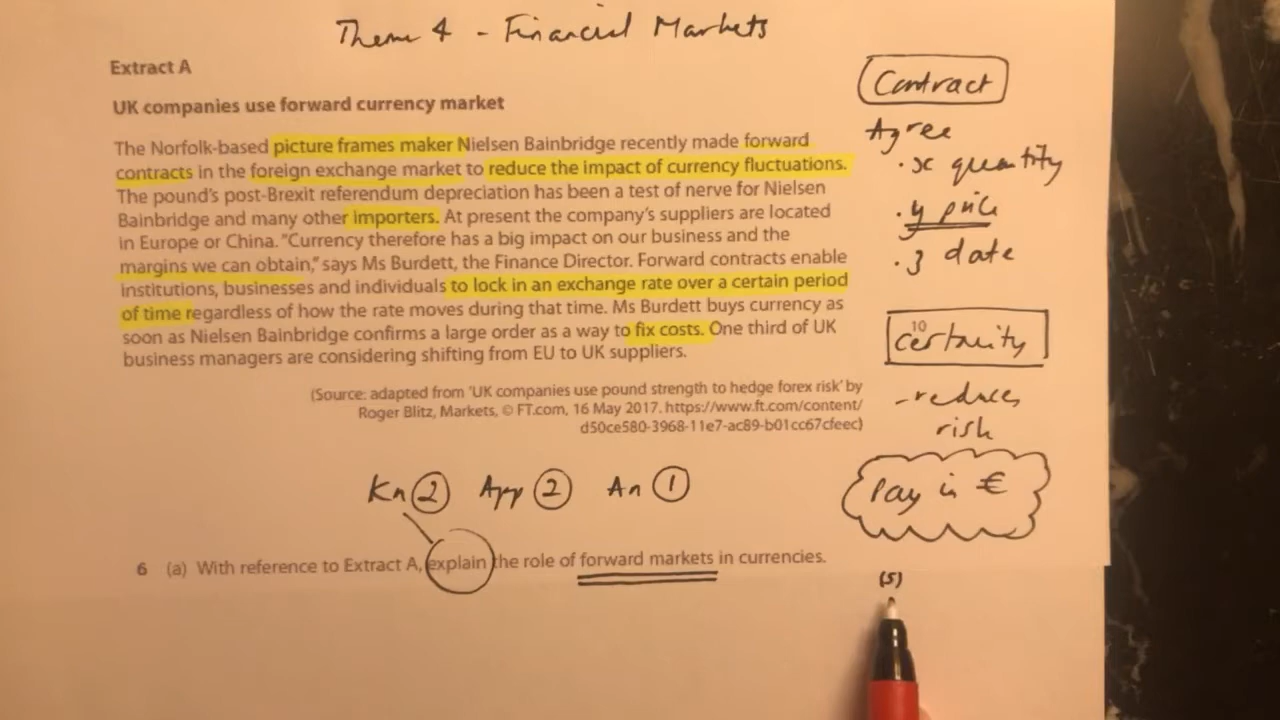 Theme 4 - Financial Markets
Extract A
UK companies use forward currency market
The Norfolk-based picture frames maker Nielsen Bainbridge recently made forward
contracts in the foreign exchange market to reduce the impact of currency fluctuations.
The pound's post-Brexit referendum depreciation has been a test of nerve for Nielsen
Bainbridge and many other importers. At present the company's suppliers are located
in Europe or China. "Currency therefore has a big impact on our business and the
margins we can obtain," says Ms Burdett, the Finance Director. Forward contracts enable
institutions, businesses and individuals to lock in an exchange rate over a certain period
of time regardless of how the rate moves during that time. Ms Burdett buys currency as
soon as Nielsen Bainbridge confirms a large order as a way to fix costs. One third of UK
business managers are considering shifting from EU to UK suppliers.
(Source: adapted from 'UK companies use pound strength to hedge forex risk' by
Roger Blitz, Markets, © FT.com, 16 May 2017. https://www.ft.com/content/
d50ce580-3968-11e7-ac89-b01cc67cfeec)
Contract
Agree
· x quantity
· y price
· z date
10
certainty
- reduces
risk
Pay in €
Kn 2 App 2 An 1
6 (a) With reference to Extract A, explain the role of forward markets in currencies.
(5)